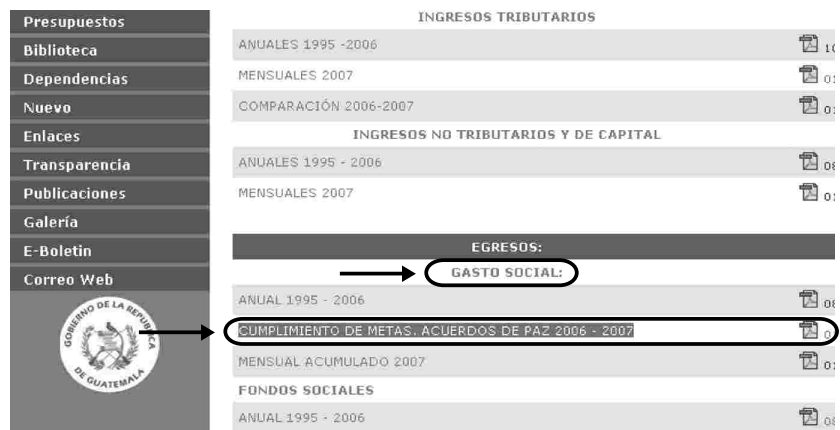 Presupuestos
Biblioteca
Dependencias
Nuevo
Enlaces
Transparencia
Publicaciones
Galería
E-Boletin
Correo Web
GOBIERNO DE LA REPUBLICA
DE GUATEMALA
INGRESOS TRIBUTARIOS
ANUALES 1995 -2006
MENSUALES 2007
COMPARACIÓN 2006-2007
INGRESOS NO TRIBUTARIOS Y DE CAPITAL
ANUALES 1995 - 2006
MENSUALES 2007
EGRESOS:
GASTO SOCIAL:
ANUAL 1995 - 2006
CUMPLIMIENTO DE METAS. ACUERDOS DE PAZ 2006 - 2007
MENSUAL ACUMULADO 2007
FONDOS SOCIALES
ANUAL 1995 - 2006